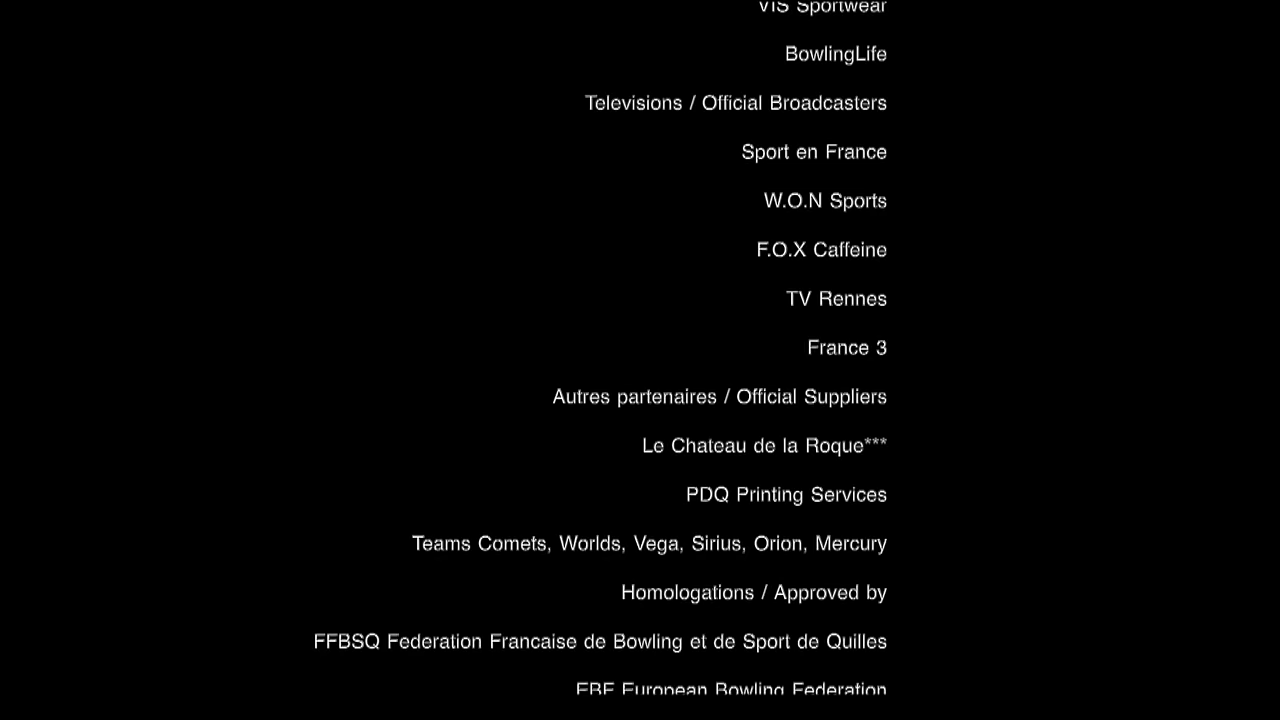 VIS Sportwear
BowlingLife
Televisions / Official Broadcasters
Sport en France
W.O.N Sports
F.O.X Caffeine
TV Rennes
France 3
Autres partenaires / Official Suppliers
Le Chateau de la Roque***
PDQ Printing Services
Teams Comets, Worlds, Vega, Sirius, Orion, Mercury
Homologations / Approved by
FFBSQ Federation Francaise de Bowling et de Sport de Quilles
EBF European Bowling Federation